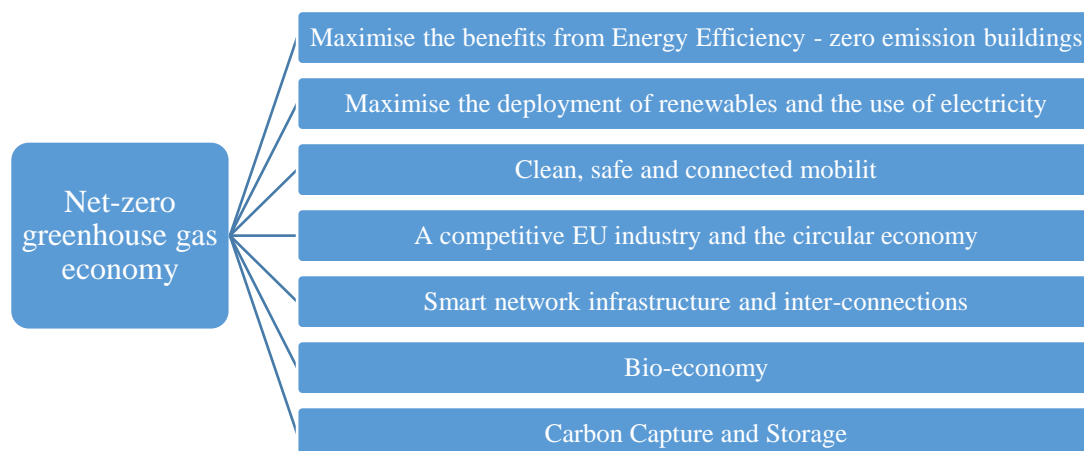 Net-zero
greenhouse gas
economy
Maximise the benefits from Energy Efficiency - zero emission buildings
Maximise the deployment of renewables and the use of electricity
Clean, safe and connected mobilit
A competitive EU industry and the circular economy
Smart network infrastructure and inter-connections
Bio-economy
Carbon Capture and Storage